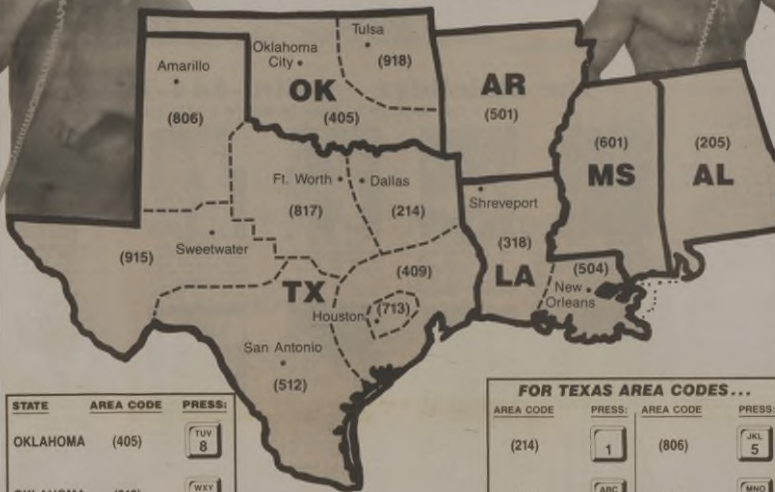 Tulsa
Oklahoma
City
(918)
Amarillo
OK
AR
(806)
(405)
(501)
(601)
(205)
MS
AL
Ft. Worth
Dallas
(817)
(214)
Shreveport
(915)
Sweetwater
(318)
(409)
(504)
TX
LA
New
Orleans
Houston
(713)
San Antonio
(512)
STATE AREA CODE PRESS:
OKLAHOMA (405) TUV 8
WXY
FOR TEXAS AREA CODES...
AREA CODE PRESS: AREA CODE PRESS:
(214) 1 (806) JKL 5
ABC MNO